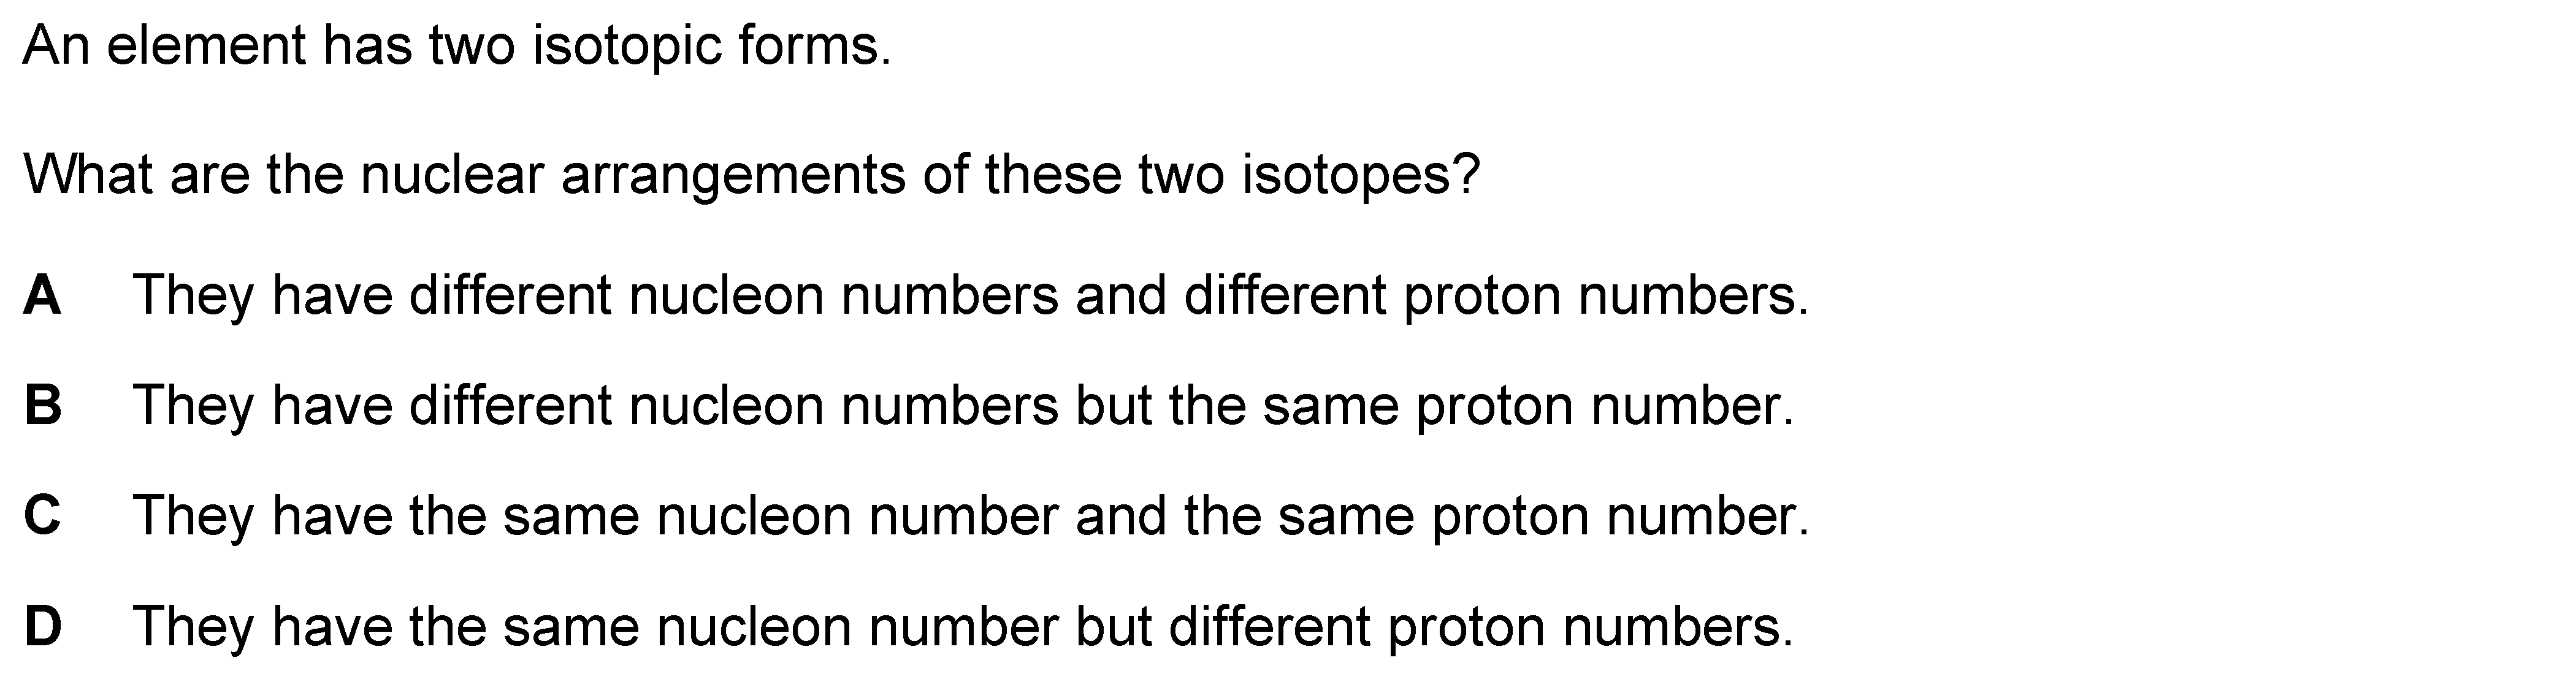 An element has two isotopic forms.
What are the nuclear arrangements of these two isotopes?
A They have different nucleon numbers and different proton numbers.
B They have different nucleon numbers but the same proton number.
C They have the same nucleon number and the same proton number.
D They have the same nucleon number but different proton numbers.